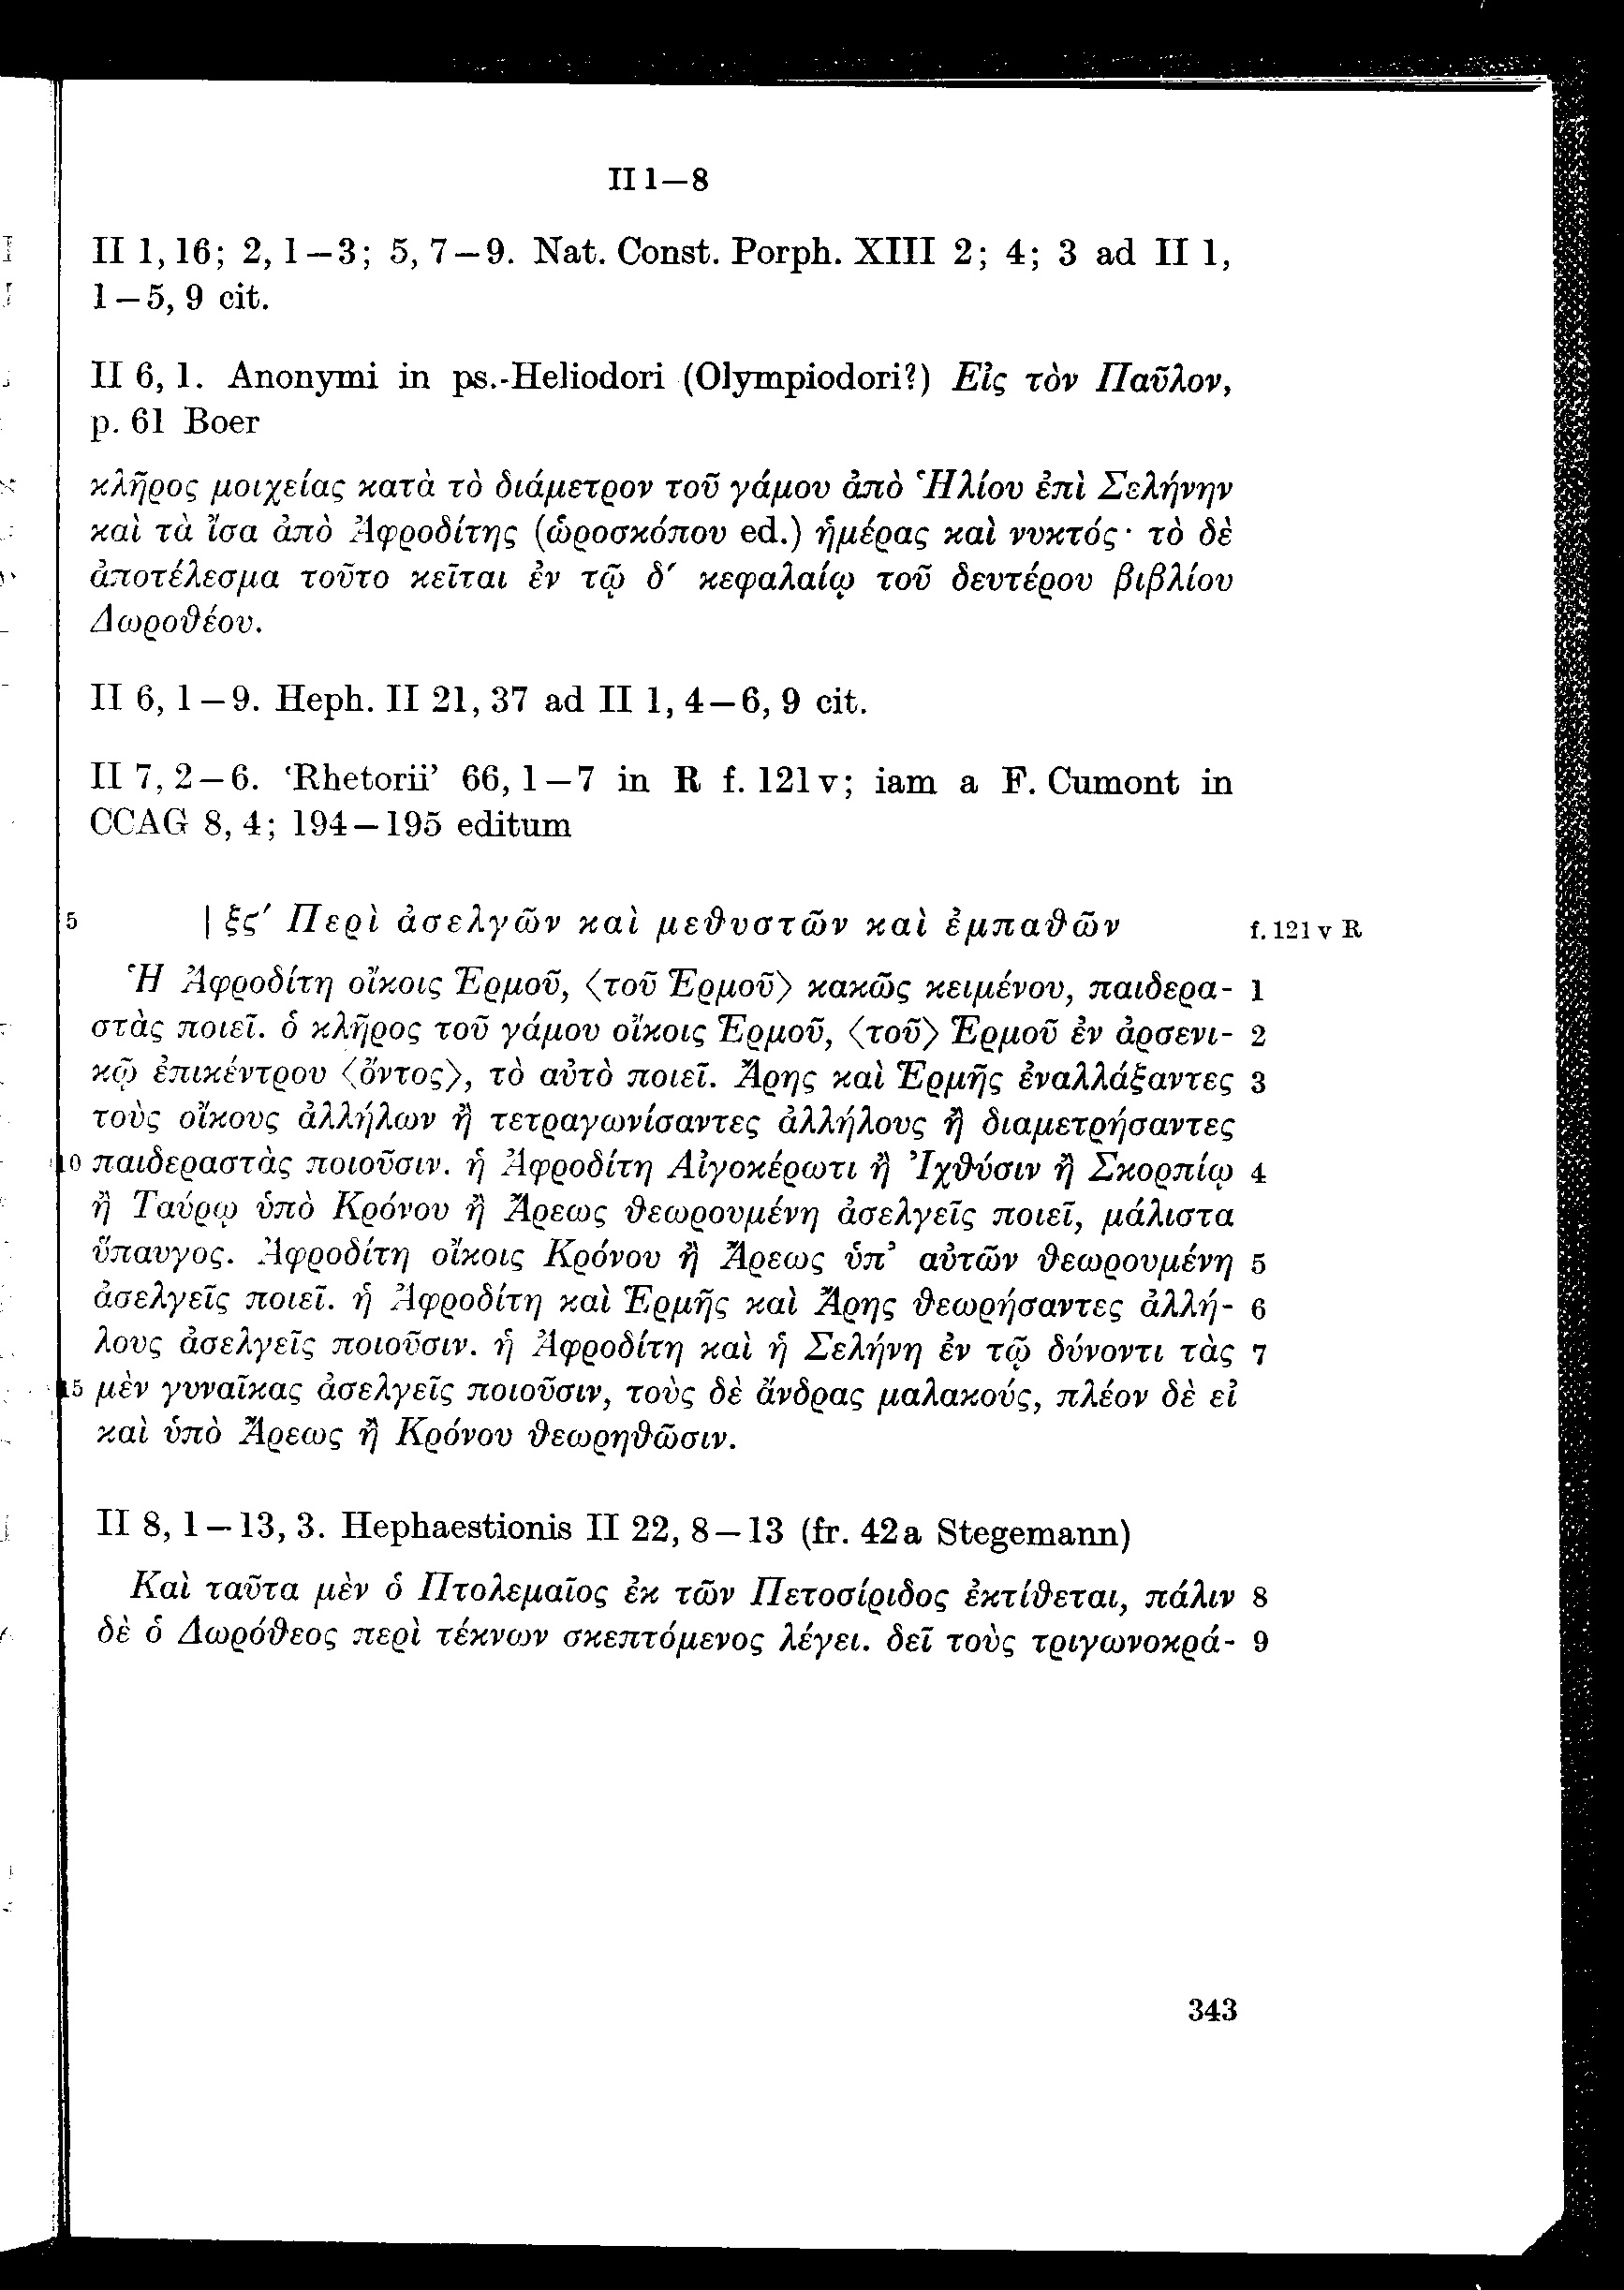 II 1—8
II 1, 16; 2, 1—3; 5, 7—9. Nat. Const. Porph. XIII 2; 4; 3 ad II 1,
1—5, 9 cit.
II 6, 1. Anonymi in ps.-Heliodori (Olympiodori?) Εἰς τὸν Παῦλον,
p. 61 Boer
κλῆρος μοιχείας κατὰ τὸ διάμετρον τοῦ γάμου ἀπὸ Ἡλίου ἐπὶ Σελήνην
καὶ τὰ ἴσα ἀπὸ Ἀφροδίτης (ὡροσκόπου ed.) ἡμέρας καὶ νυκτός· τὸ δὲ
ἀποτέλεσμα τοῦτο κεῖται ἐν τῷ δ′ κεφαλαίῳ τοῦ δευτέρου βιβλίου
Δωροθέου.
II 6, 1—9. Heph. II 21, 37 ad II 1, 4—6, 9 cit.
II 7, 2—6. ‘Rhetorii’ 66, 1—7 in R f. 121 v; iam a F. Cumont in
CCAG 8, 4; 194—195 editum
5 | ξϛ′ Περὶ ἀσελγῶν καὶ μεθυστῶν καὶ ἐμπαθῶν f. 121 v R
Ἡ Ἀφροδίτη οἴκοις Ἑρμοῦ, ⟨τοῦ Ἑρμοῦ⟩ κακῶς κειμένου, παιδερα- 1
στὰς ποιεῖ. ὁ κλῆρος τοῦ γάμου οἴκοις Ἑρμοῦ, ⟨τοῦ⟩ Ἑρμοῦ ἐν ἀρσενι- 2
κῷ ἐπικέντρου ⟨ὄντος⟩, τὸ αὐτὸ ποιεῖ. Ἄρης καὶ Ἑρμῆς ἐναλλάξαντες 3
τοὺς οἴκους ἀλλήλων ἢ τετραγωνίσαντες ἀλλήλους ἢ διαμετρήσαντες
10 παιδεραστὰς ποιοῦσιν. ἡ Ἀφροδίτη Αἰγοκέρωτι ἢ Ἰχθύσιν ἢ Σκορπίῳ 4
ἢ Ταύρῳ ὑπὸ Κρόνου ἢ Ἄρεως θεωρουμένη ἀσελγεῖς ποιεῖ, μάλιστα
ὕπαυγος. Ἀφροδίτη οἴκοις Κρόνου ἢ Ἄρεως ὑπ’ αὐτῶν θεωρουμένη 5
ἀσελγεῖς ποιεῖ. ἡ Ἀφροδίτη καὶ Ἑρμῆς καὶ Ἄρης θεωρήσαντες ἀλλή- 6
λους ἀσελγεῖς ποιοῦσιν. ἡ Ἀφροδίτη καὶ ἡ Σελήνη ἐν τῷ δύνοντι τὰς 7
15 μὲν γυναῖκας ἀσελγεῖς ποιοῦσιν, τοὺς δὲ ἄνδρας μαλακούς, πλέον δὲ εἰ
καὶ ὑπὸ Ἄρεως ἢ Κρόνου θεωρηθῶσιν.
II 8, 1—13, 3. Hephaestionis II 22, 8—13 (fr. 42a Stegemann)
Καὶ ταῦτα μὲν ὁ Πτολεμαῖος ἐκ τῶν Πετοσίριδος ἐκτίθεται, πάλιν 8
δὲ ὁ Δωρόθεος περὶ τέκνων σκεπτόμενος λέγει. δεῖ τοὺς τριγωνοκρά- 9
343